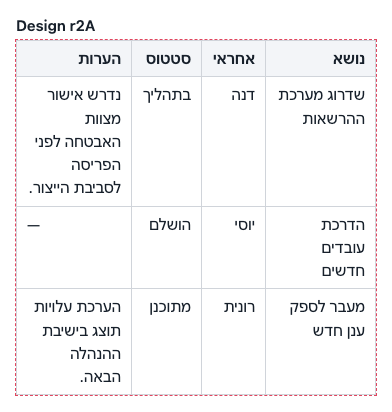 Design r2A
נושא	אחראי	סטטוס	הערות
שדרוג מערכת	דנה	בתהליך	נדרש אישור
ההרשאות	מצוות
האבטחה לפני
הפריסה
לסביבת הייצור.
הדרכת	יוסי	הושלם	—
עובדים
חדשים
מעבר לספק	רונית	מתוכנן	הערכת עלויות
ענן חדש	תוצג בישיבת
ההנהלה
הבאה.